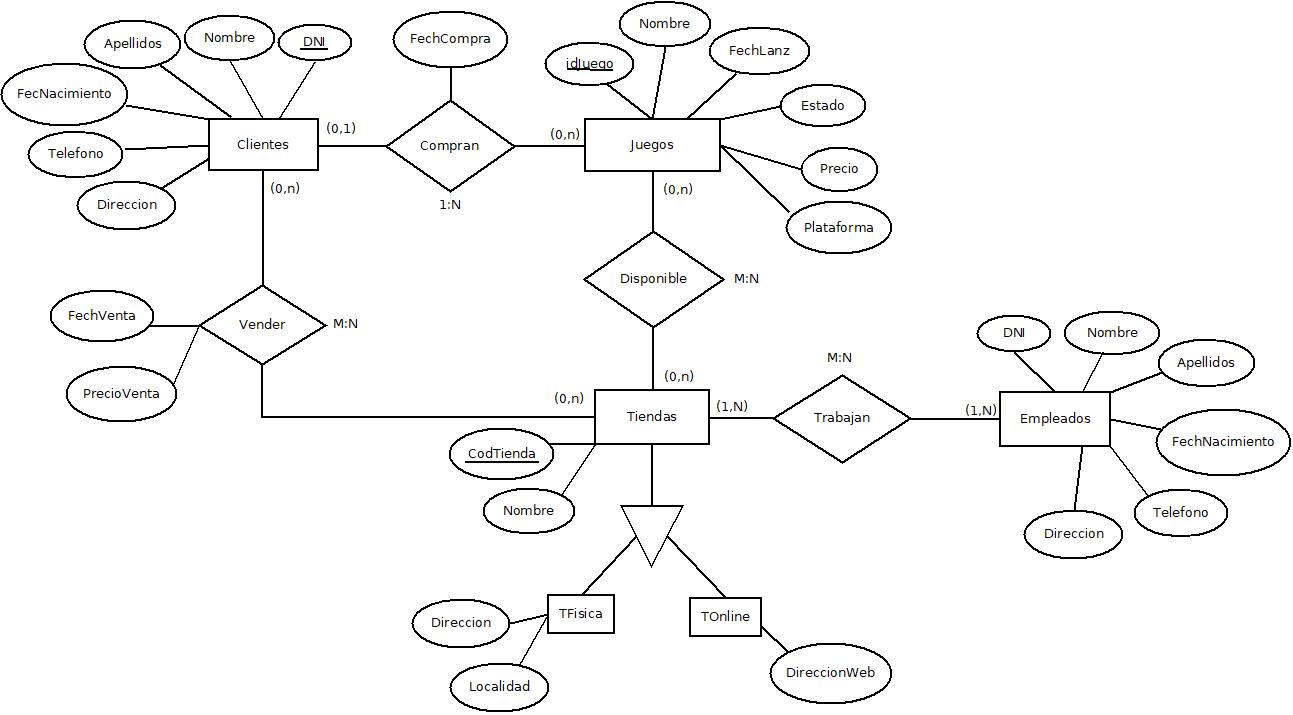 Nombre
Nombre
FechCompra
DNI
Apellidos
FechLanz
idJuego
FecNacimiento
Estado
(0,1)
(0,n)
Clientes
Compran
Juegos
Telefono
Precio
(0,n)
(0,n)
Direccion
1:N
Plataforma
Disponible
M:N
FechVenta
Vender
M:N
DNI
Nombre
M:N
Apellidos
(0,n)
PrecioVenta
(0,n)
(1,N)
(1,N)
Tiendas
Trabajan
Empleados
FechNacimiento
CodTienda
Nombre
Telefono
Direccion
TFisica
TOnline
Direccion
DireccionWeb
Localidad